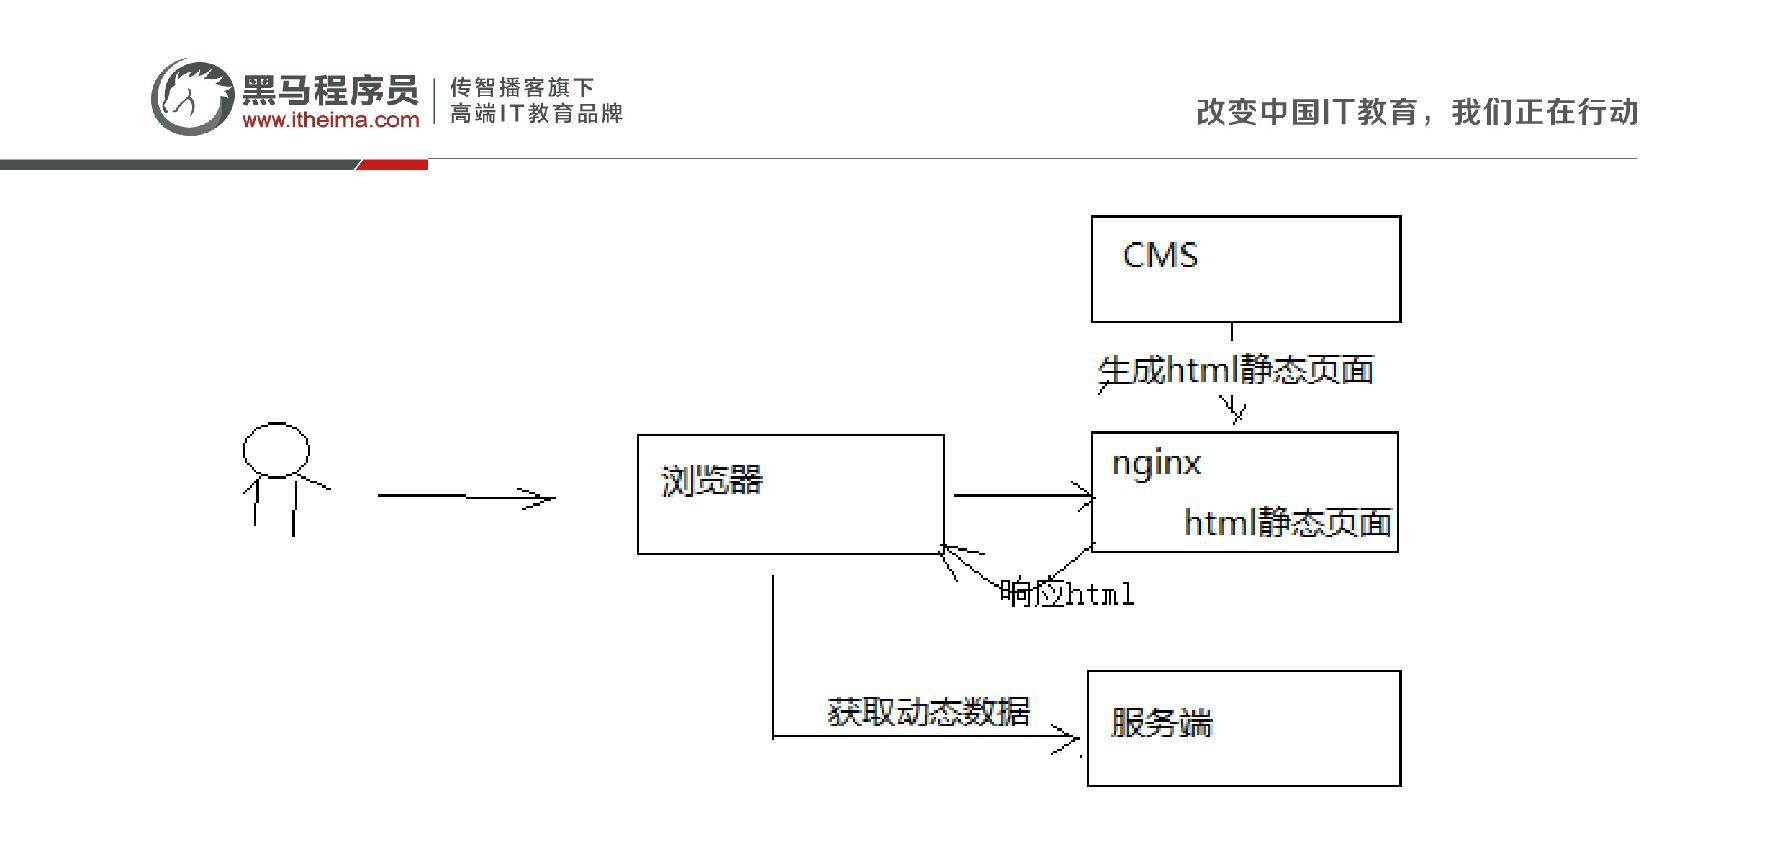 黑马程序员
www.itheima.com
传智播客旗下
高端IT教育品牌
改变中国IT教育，我们正在行动
CMS
生成html静态页面
浏览器
nginx
html静态页面
响应html
获取动态数据
服务端